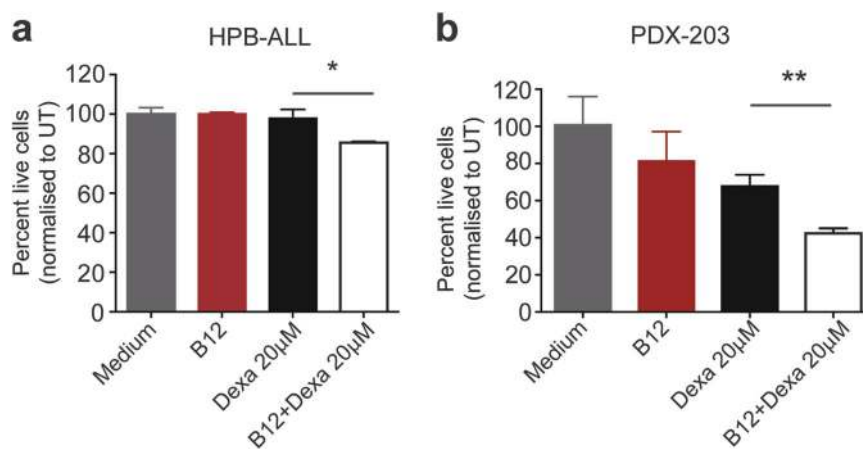 a
HPB-ALL
Percent live cells
(normalised to UT)
120
100
80
60
40
20
0
*
Medium
B12
Dexa 20µM
B12+Dexa 20µM
b
PDX-203
Percent live cells
(normalised to UT)
120
100
80
60
40
20
0
**
Medium
B12
Dexa 20µM
B12+Dexa 20µM